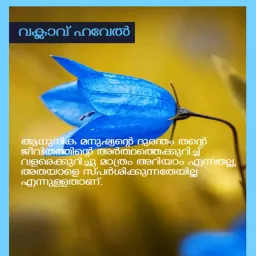 വക്ലാവ് ഹവേൽ
ആധുനിക മനുഷ്യന്റെ ദുരന്തം തന്റെ
ജീവിതത്തിന്റെ അർത്ഥത്തെക്കുറിച്ച്
വളരെക്കുറിച്ചു മാത്രം അറിയാം എന്നതല്ല,
അതയാളെ സ്പർശിക്കുന്നതേയില്ല
എന്നുള്ളതാണ്.